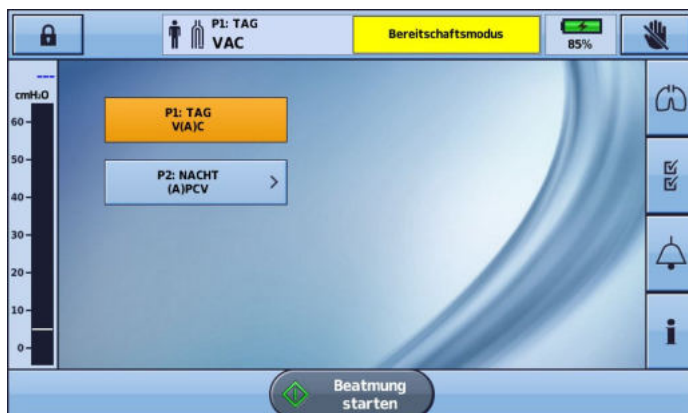 P1: TAG
VAC
Bereitschaftsmodus
85%
---
cmH₂O
60
50
40
30
20
10
0
P1: TAG
V(A)C
P2: NACHT
(A)PCV
Beatmung
starten